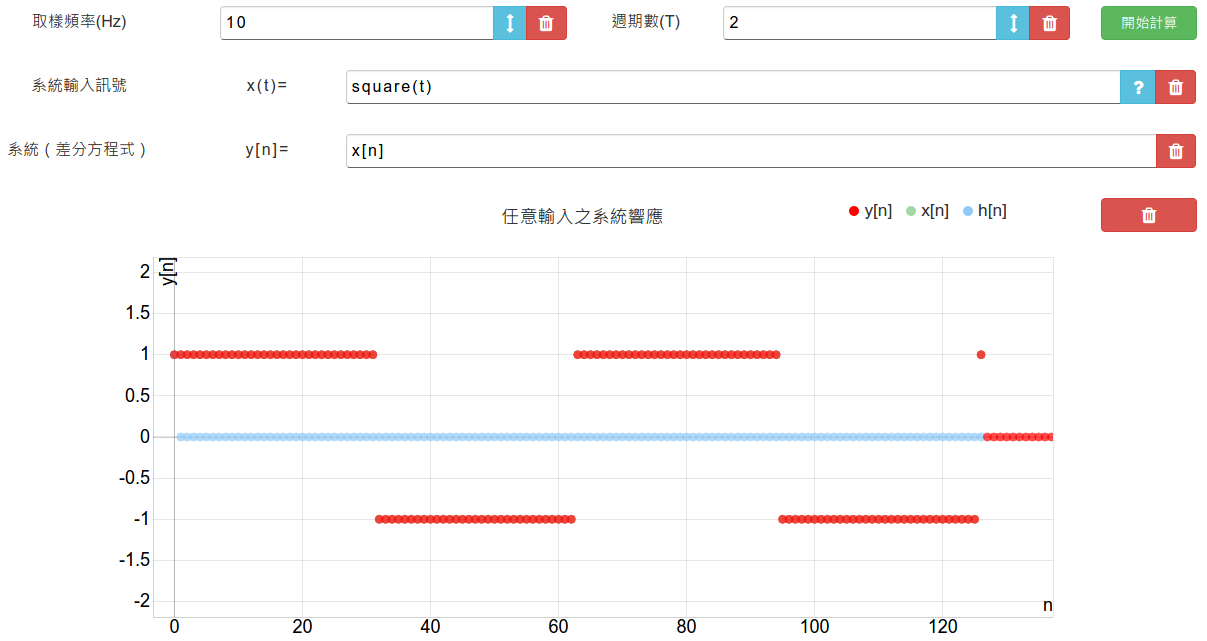 取樣頻率(Hz) 10 週期數(T) 2 開始計算
系統輸入訊號 x(t)= square(t) ?
系統 ( 差分方程式 ) y[n]= x[n]
任意輸入之系統響應 y[n] x[n] h[n]
y[n]
2
1.5
1
0.5
0
-0.5
-1
-1.5
-2
n
0 20 40 60 80 100 120